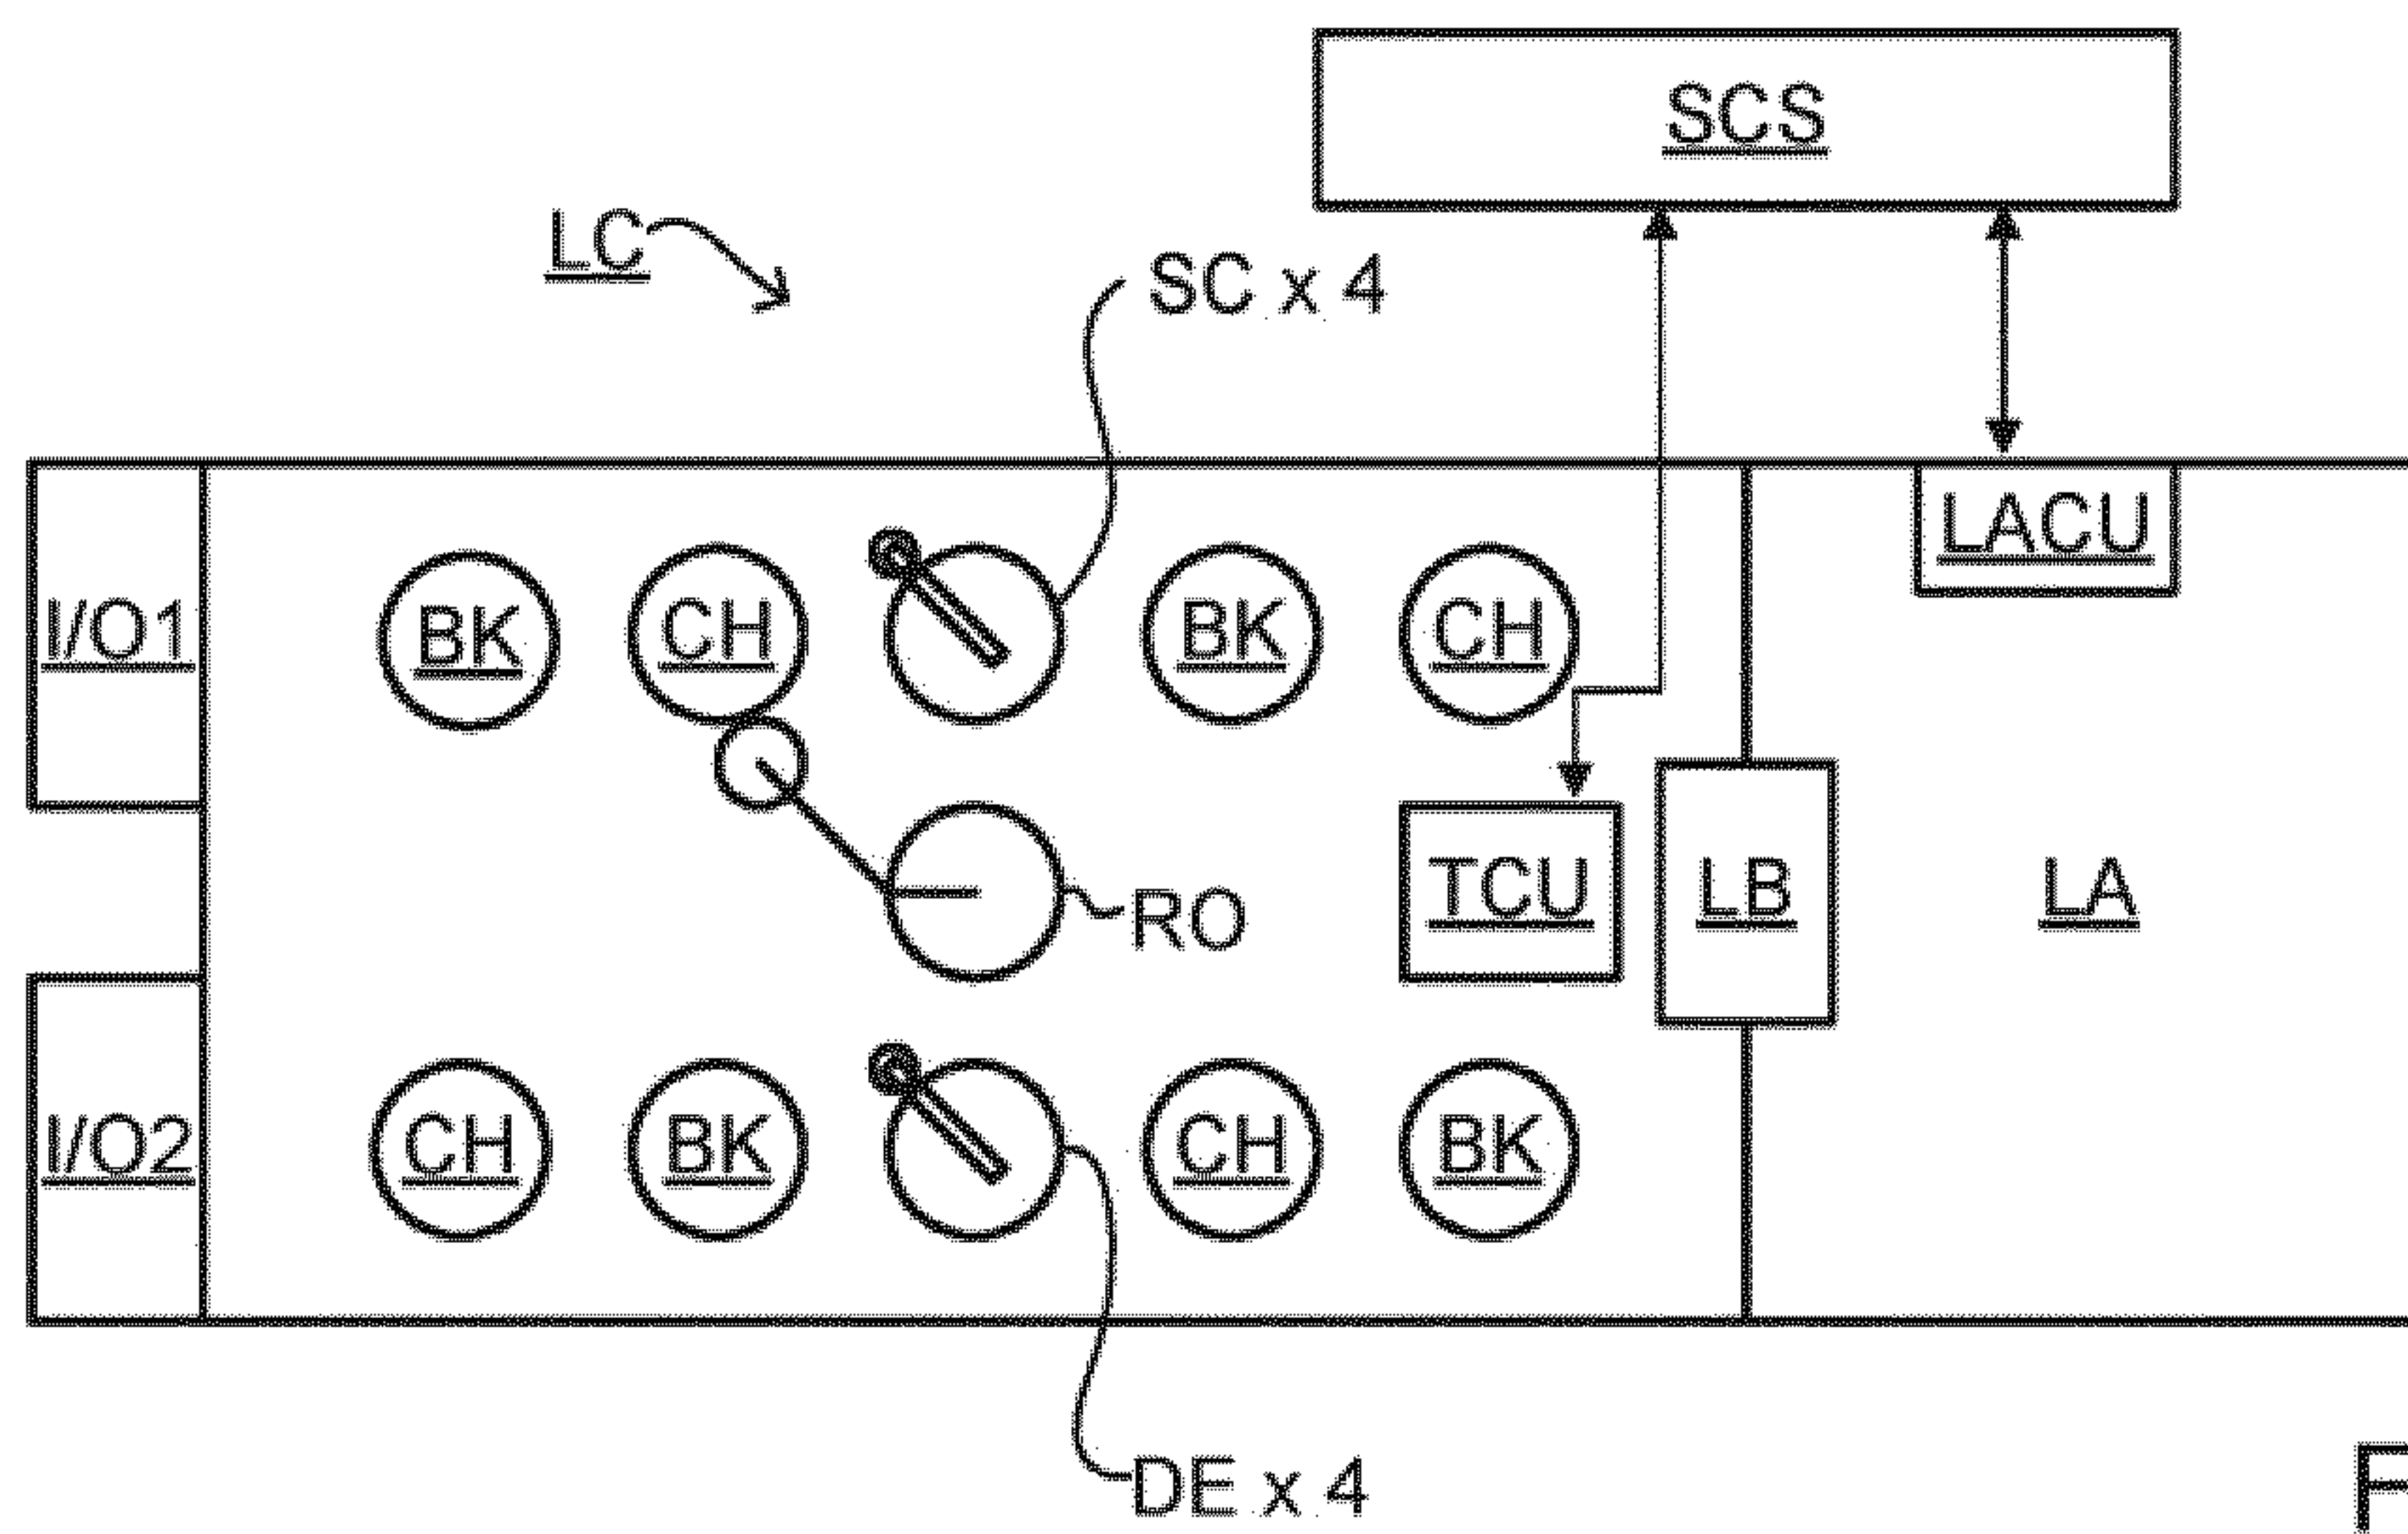 SCS
LC
SC x 4
LACU
I/O1
BK
CH
BK
CH
TCU
LB
LA
RO
I/O2
CH
BK
CH
BK
DE x 4
F